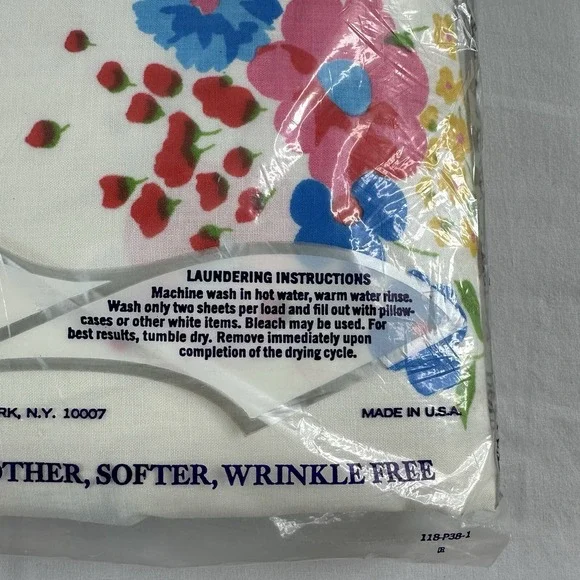 LAUNDERING INSTRUCTIONS
Machine wash in hot water, warm water rinse.
Wash only two sheets per load and fill out with pillow-
cases or other white items. Bleach may be used. For
best results, tumble dry. Remove immediately upon
completion of the drying cycle.
RK, N.Y. 10007 MADE IN U.S.A.
OTHER, SOFTER, WRINKLE FREE
118-P38-1